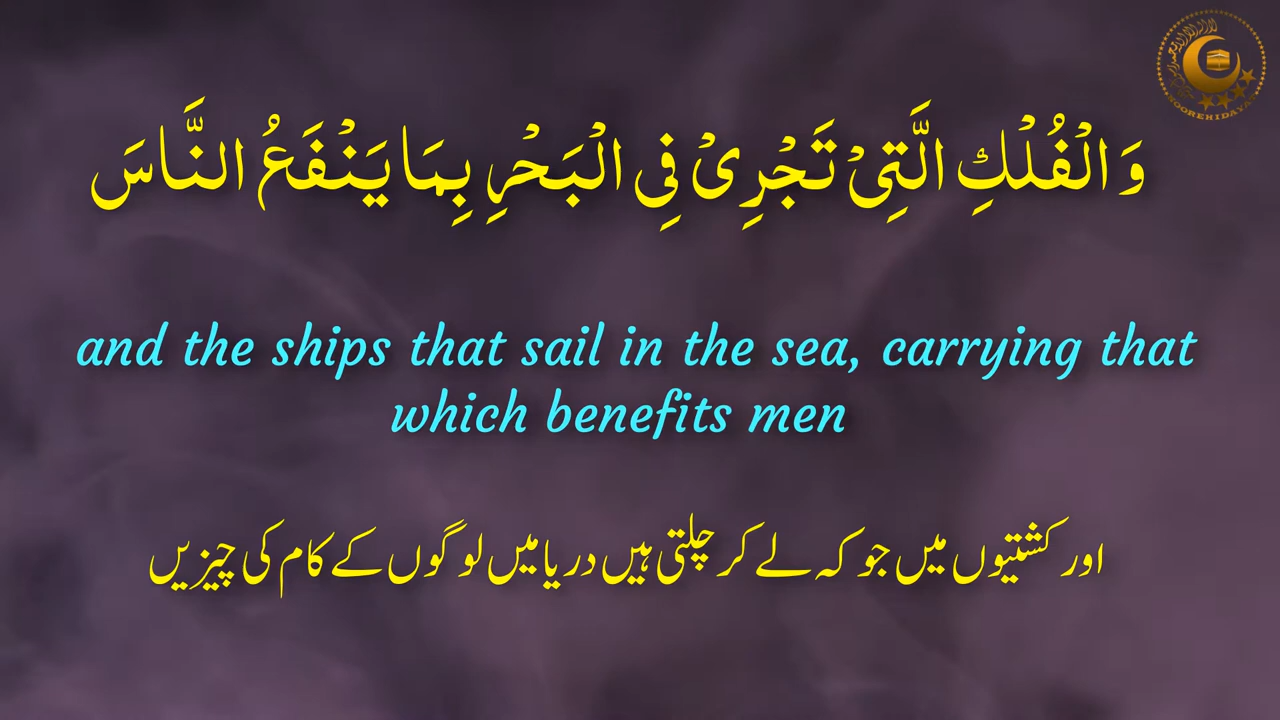 وَالْفُلْكِ الَّتِیْ تَجْرِیْ فِی الْبَحْرِ بِمَا یَنْفَعُ النَّاسَ
and the ships that sail in the sea, carrying that
which benefits men
اور کشتیوں میں جو کہ لے کر چلتی ہیں دریا میں لوگوں کے کام کی چیزیں
NOOREHIDAYAT